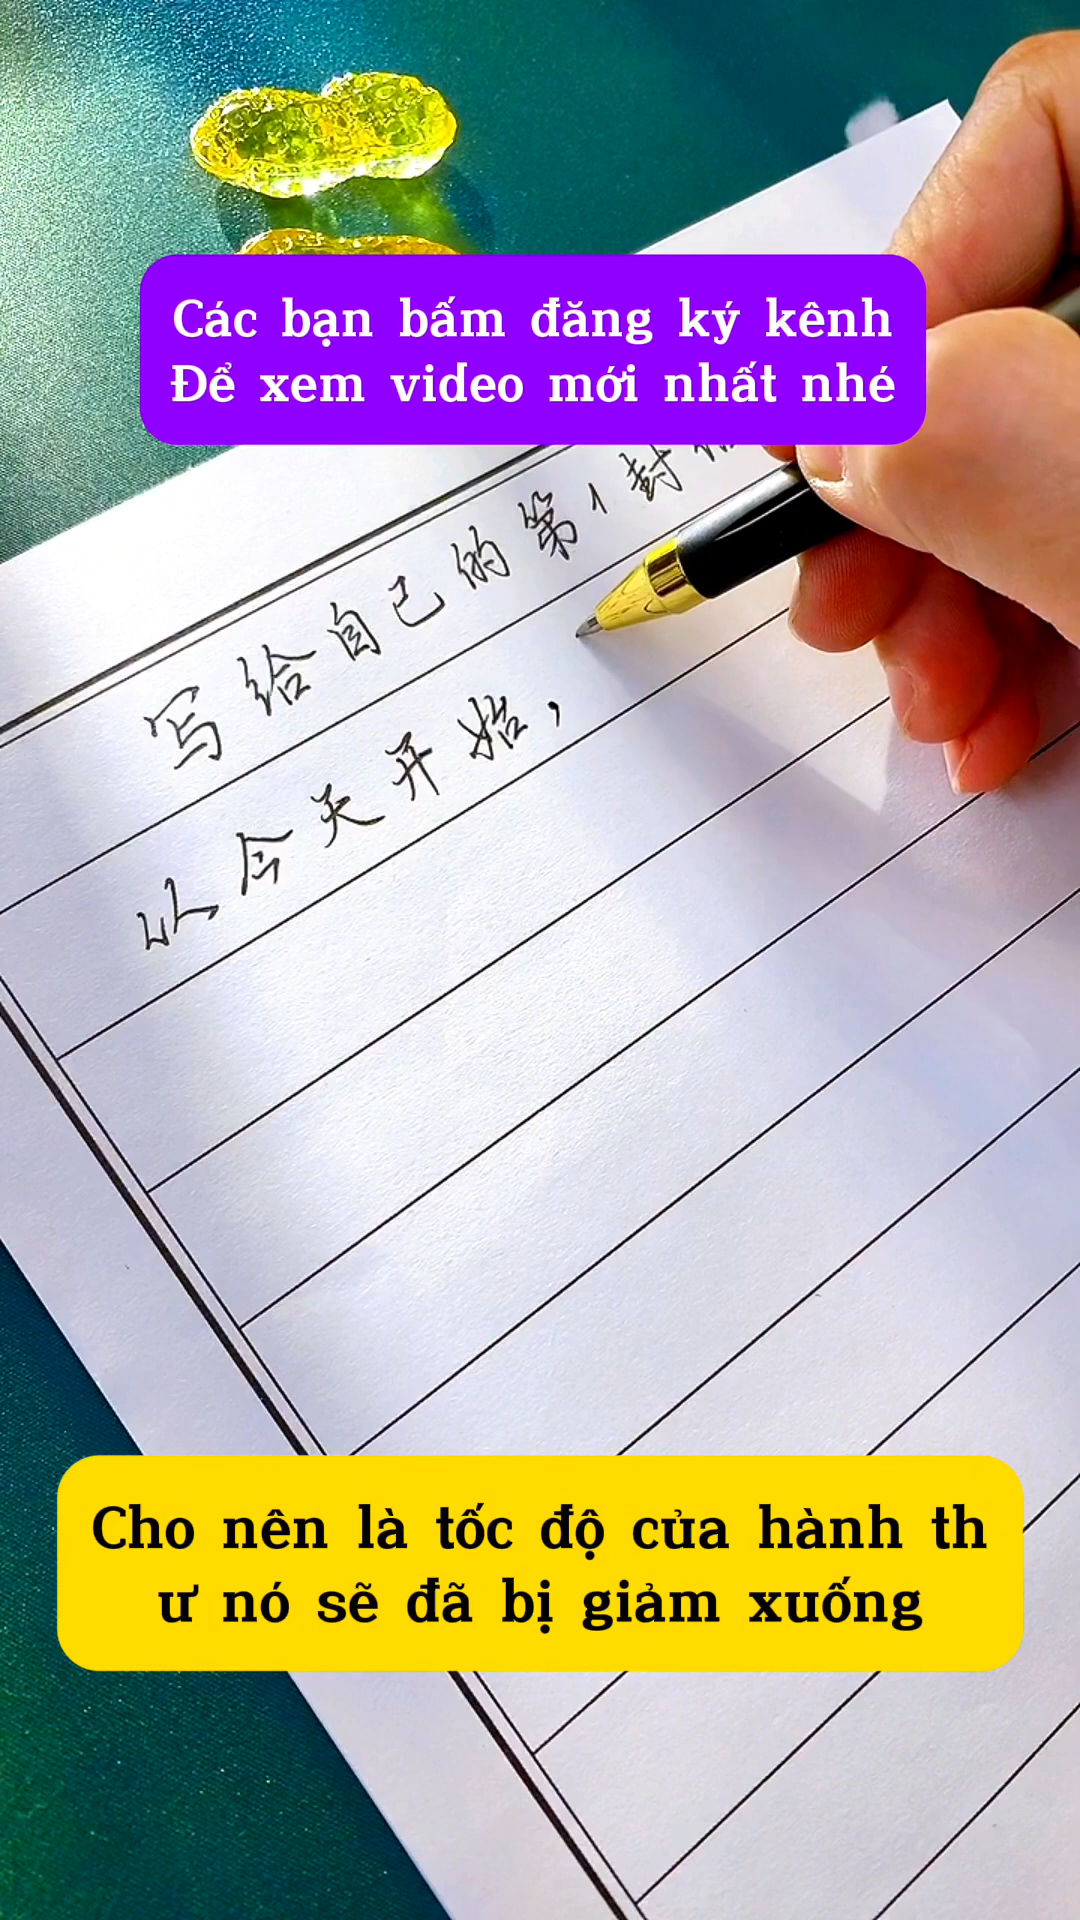 Các bạn bấm đăng ký kênh
Để xem video mới nhất nhé
写给自己的第1封
以今天开始，
Cho nên là tốc độ của hành th
ư nó sẽ đã bị giảm xuống